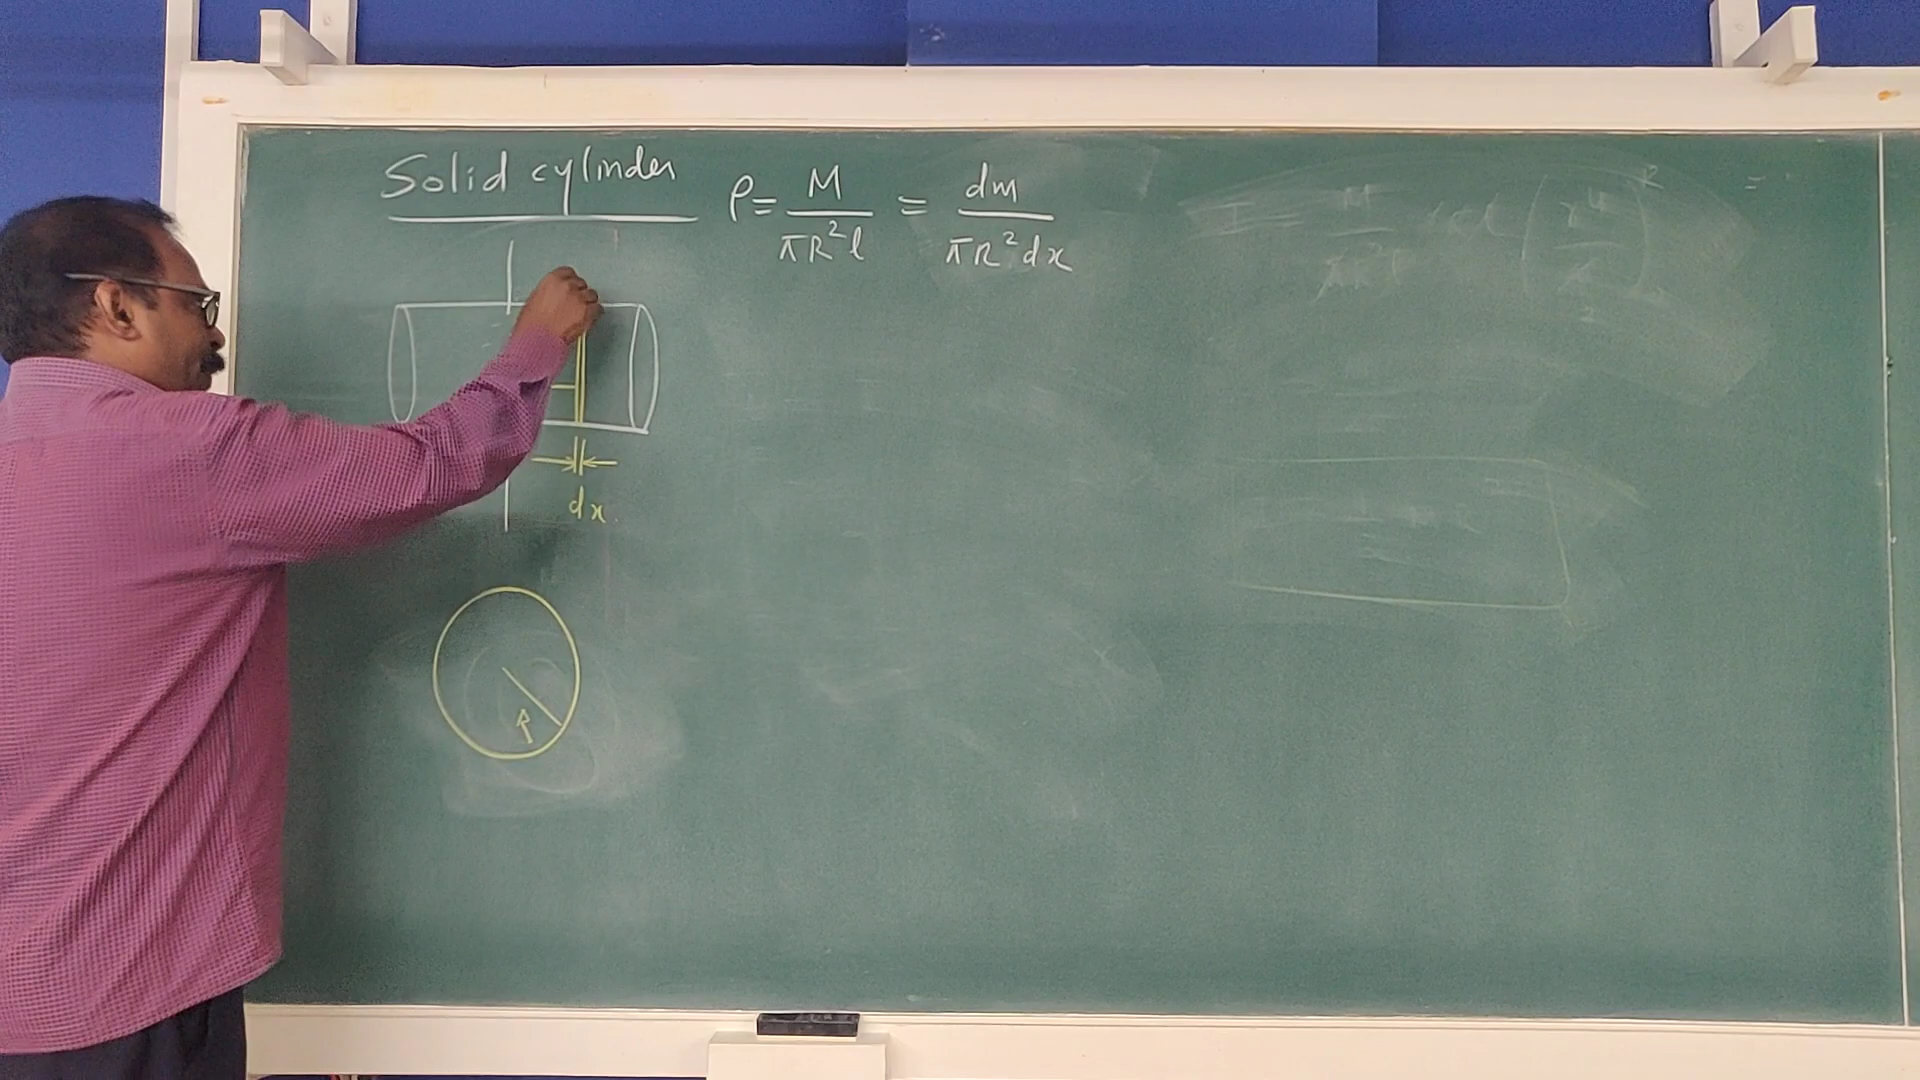 Solid cylinder
ρ = M / πR²l = dm / πR²dx
dx
R